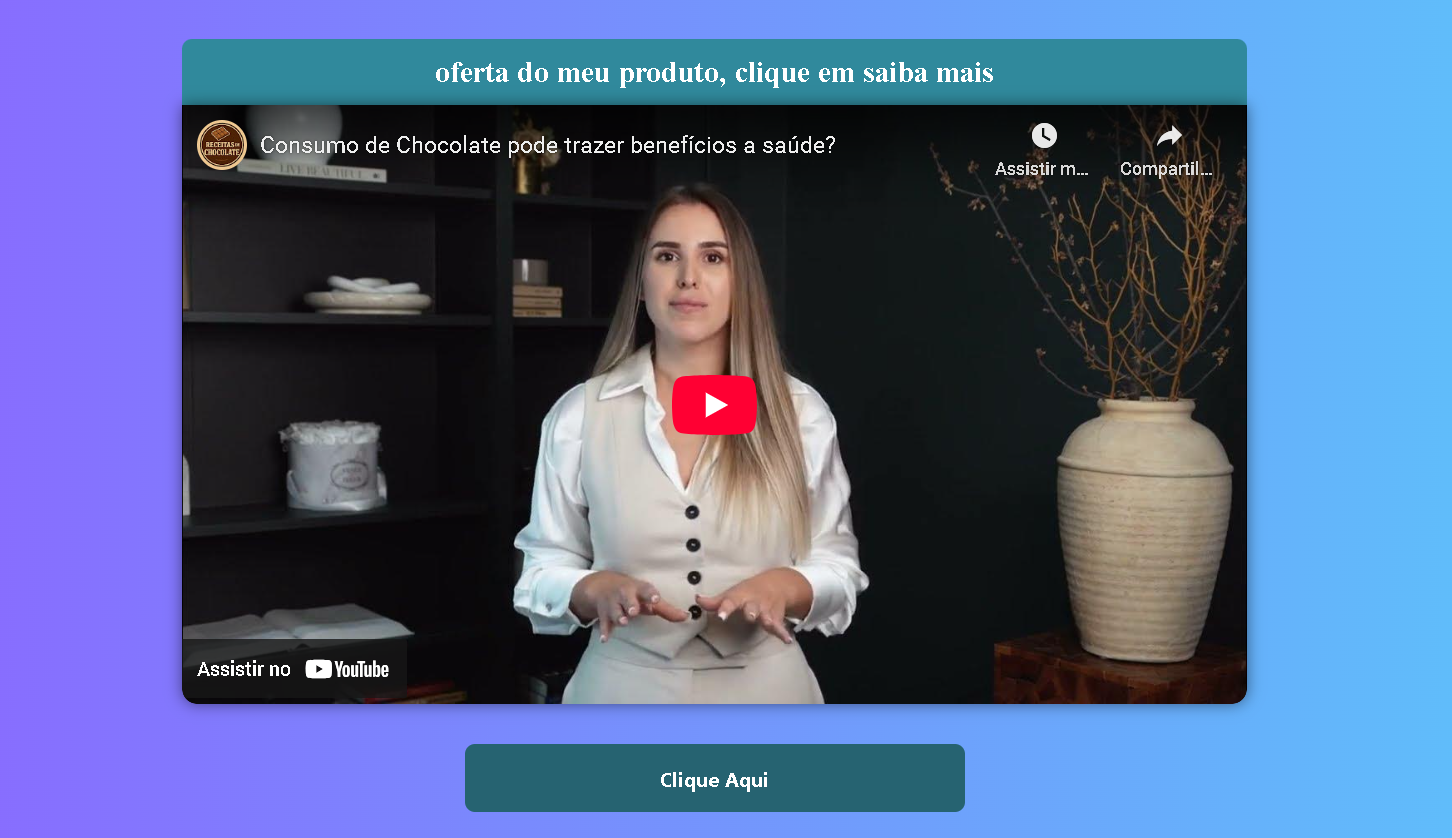 oferta do meu produto, clique em saiba mais
RECEITAS DE
CHOCOLATE
Consumo de Chocolate pode trazer benefícios a saúde?
Assistir m...
Compartil...
LIVE BEAUTIFUL
Assistir no YouTube
Clique Aqui